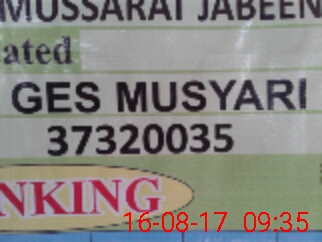 MUSSARAT JABEEN
ated
GES MUSYARI
37320035
NKING
16-08-17 09:35